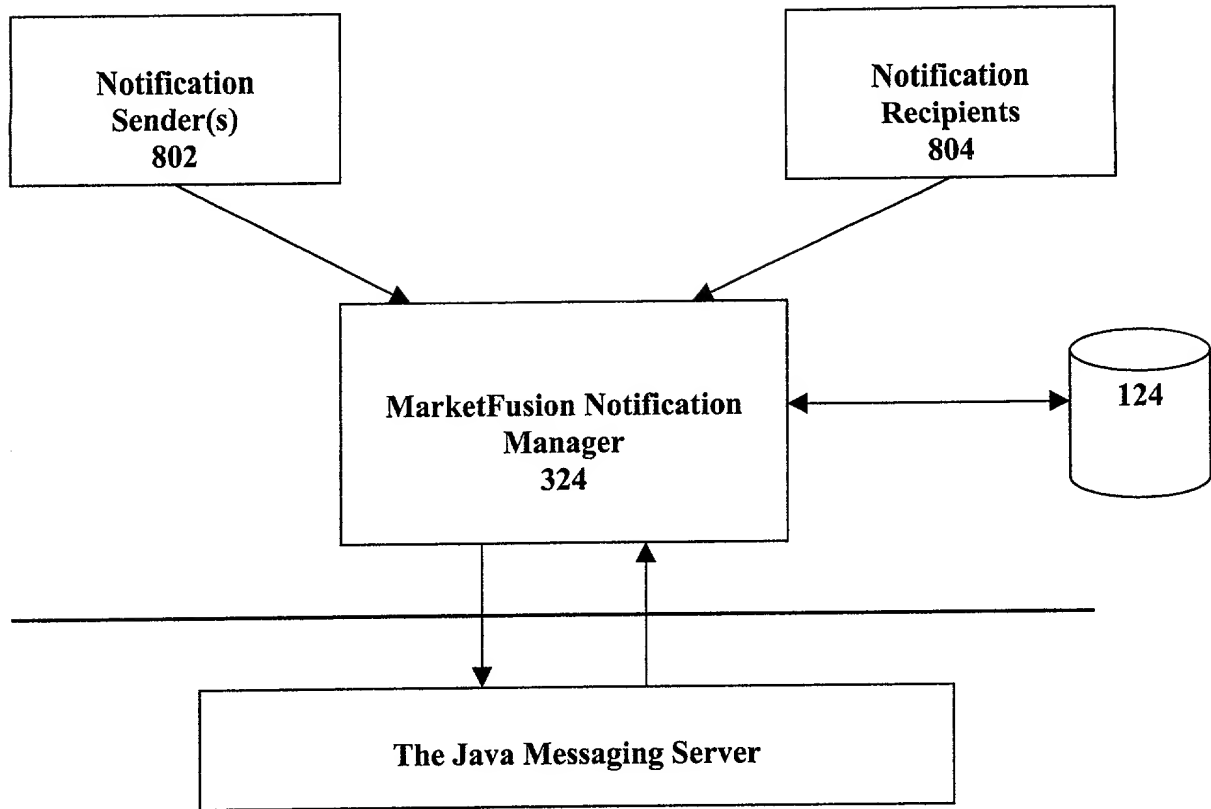 Notification
Sender(s)
802
Notification
Recipients
804
MarketFusion Notification
Manager
324
124
The Java Messaging Server